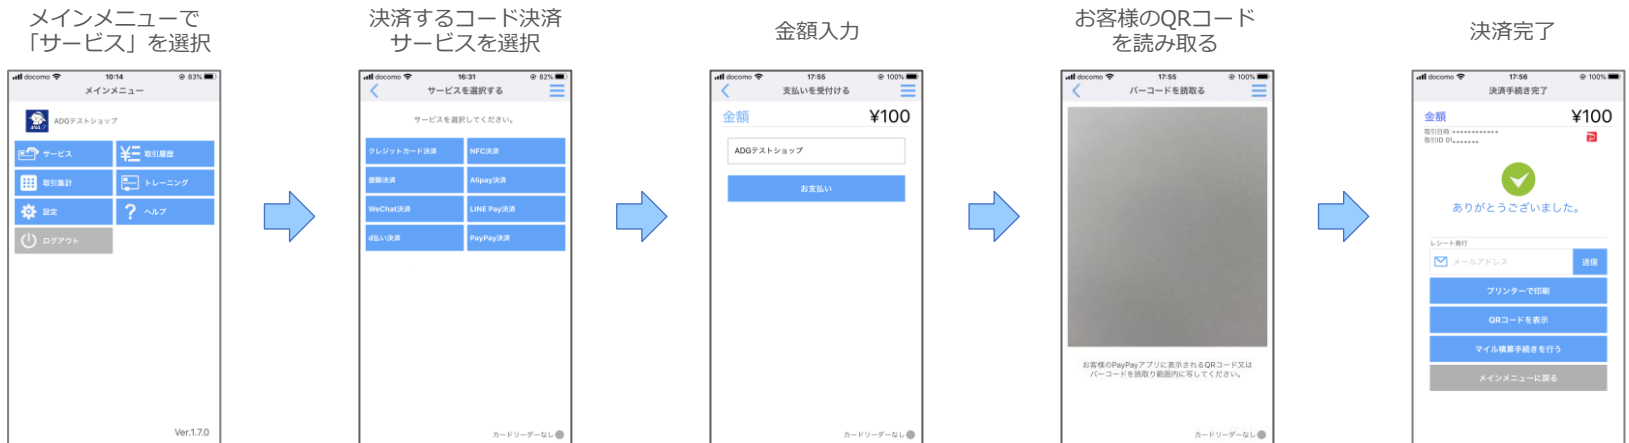 メインメニューで
「サービス」を選択
docomo 10:14 83%
メインメニュー
ADGテストショップ
サービス 取引履歴
取引集計 トレーニング
設定 ヘルプ
ログアウト
Ver.1.7.0
決済するコード決済
サービスを選択
docomo 16:31 82%
サービスを選択する
サービスを選択してください。
クレジットカード決済 NFC決済
銀聯決済 Alipay決済
WeChat決済 LINE Pay決済
d払い決済 PayPay決済
カードリーダーなし
金額入力
docomo 17:55 100%
支払いを受付ける
金額 ¥100
ADGテストショップ
お支払い
カードリーダーなし
お客様のQRコード
を読み取る
docomo 17:55 100%
バーコードを読取る
お客様のPayPayアプリに表示されるQRコード又は
バーコードを読取り範囲内に写してください。
カードリーダーなし
決済完了
docomo 17:56 100%
決済手続き完了
金額 ¥100
取引日時 ************
取引ID 01*******
ありがとうございました。
レシート発行
メールアドレス 送信
プリンターで印刷
QRコードを表示
マイル積算手続きを行う
メインメニューに戻る